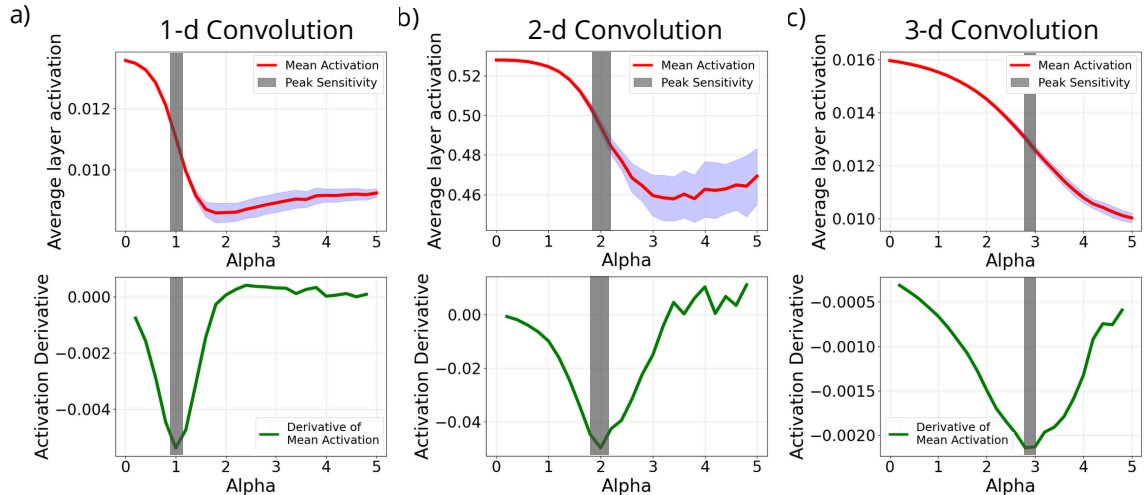 a)
1-d Convolution
Average layer activation
0.012
0.010
Mean Activation
Peak Sensitivity
0 1 2 3 4 5
Alpha
Activation Derivative
0.000
−0.002
−0.004
Derivative of
Mean Activation
0 1 2 3 4 5
Alpha
b)
2-d Convolution
Average layer activation
0.52
0.50
0.48
0.46
Mean Activation
Peak Sensitivity
0 1 2 3 4 5
Alpha
Activation Derivative
0.00
−0.02
−0.04
0 1 2 3 4 5
Alpha
c)
3-d Convolution
Average layer activation
0.016
0.014
0.012
0.010
Mean Activation
Peak Sensitivity
0 1 2 3 4 5
Alpha
Activation Derivative
−0.0005
−0.0010
−0.0015
−0.0020
Derivative of
Mean Activation
0 1 2 3 4 5
Alpha